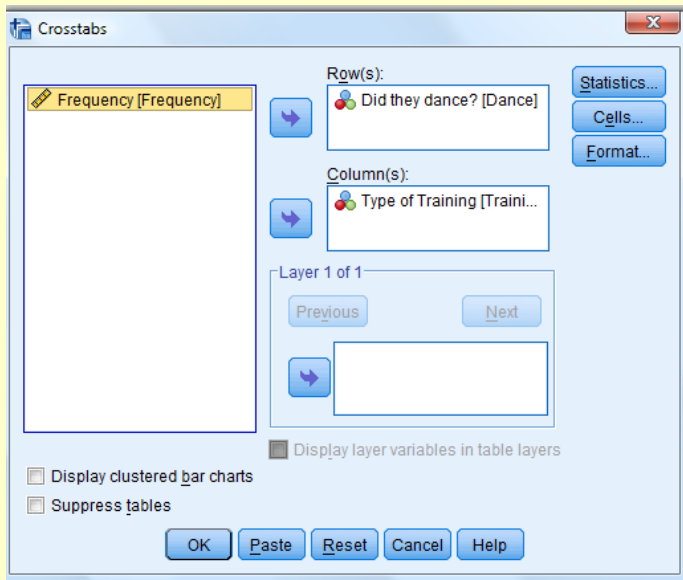 Crosstabs
Frequency [Frequency]
Row(s):
Did they dance? [Dance]
Column(s):
Type of Training [Traini...
Statistics...
Cells...
Format...
Layer 1 of 1
Previous
Next
Display layer variables in table layers
Display clustered bar charts
Suppress tables
OK
Paste
Reset
Cancel
Help